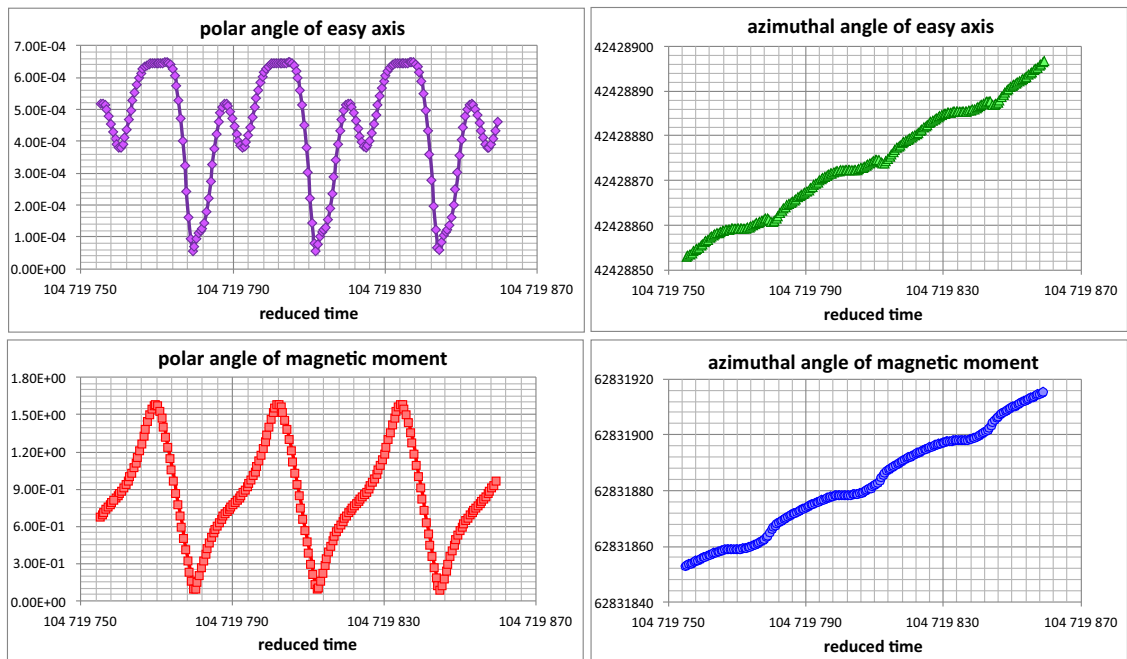 polar angle of easy axis
7.00E-04
6.00E-04
5.00E-04
4.00E-04
3.00E-04
2.00E-04
1.00E-04
0.00E+00
104 719 750 104 719 790 104 719 830 104 719 870
reduced time
azimuthal angle of easy axis
42428900
42428890
42428880
42428870
42428860
42428850
104 719 750 104 719 790 104 719 830 104 719 870
reduced time
polar angle of magnetic moment
1.80E+00
1.50E+00
1.20E+00
9.00E-01
6.00E-01
3.00E-01
0.00E+00
104 719 750 104 719 790 104 719 830 104 719 870
reduced time
azimuthal angle of magnetic moment
62831920
62831900
62831880
62831860
62831840
104 719 750 104 719 790 104 719 830 104 719 870
reduced time